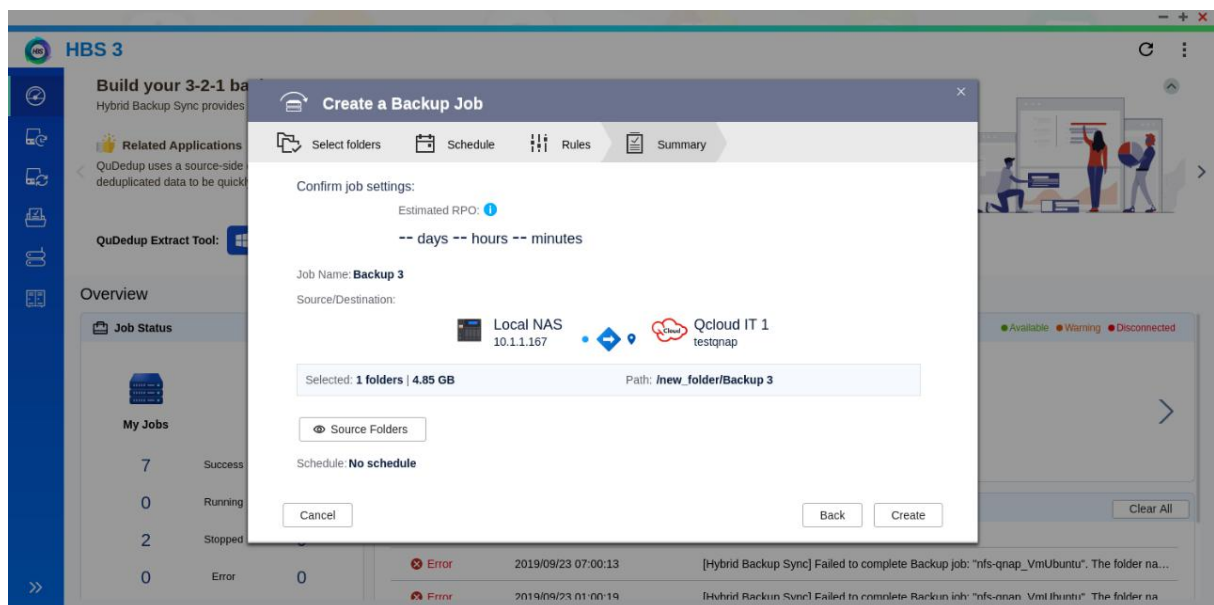 HBS 3
Build your 3-2-1 ba
Hybrid Backup Sync provides
Related Applications
QuDedup uses a source-side
deduplicated data to be quickl
QuDedup Extract Tool:
Overview
Job Status
My Jobs
7 Success
0 Running
2 Stopped
0 Error 0
Create a Backup Job
Select folders Schedule Rules Summary
Confirm job settings:
Estimated RPO:
-- days -- hours -- minutes
Job Name: Backup 3
Source/Destination:
Local NAS
10.1.1.167
Cloud
Qcloud IT 1
testqnap
Selected: 1 folders | 4.85 GB Path: /new_folder/Backup 3
Source Folders
Schedule: No schedule
Cancel Back Create
Available Warning Disconnected
Clear All
Error 2019/09/23 07:00:13 [Hybrid Backup Sync] Failed to complete Backup job: "nfs-qnap_VmUbuntu". The folder na...
Error 2019/09/23 01:00:19 [Hybrid Backup Sync] Failed to complete Backup job: "nfs-qnap_VmUbuntu". The folder na